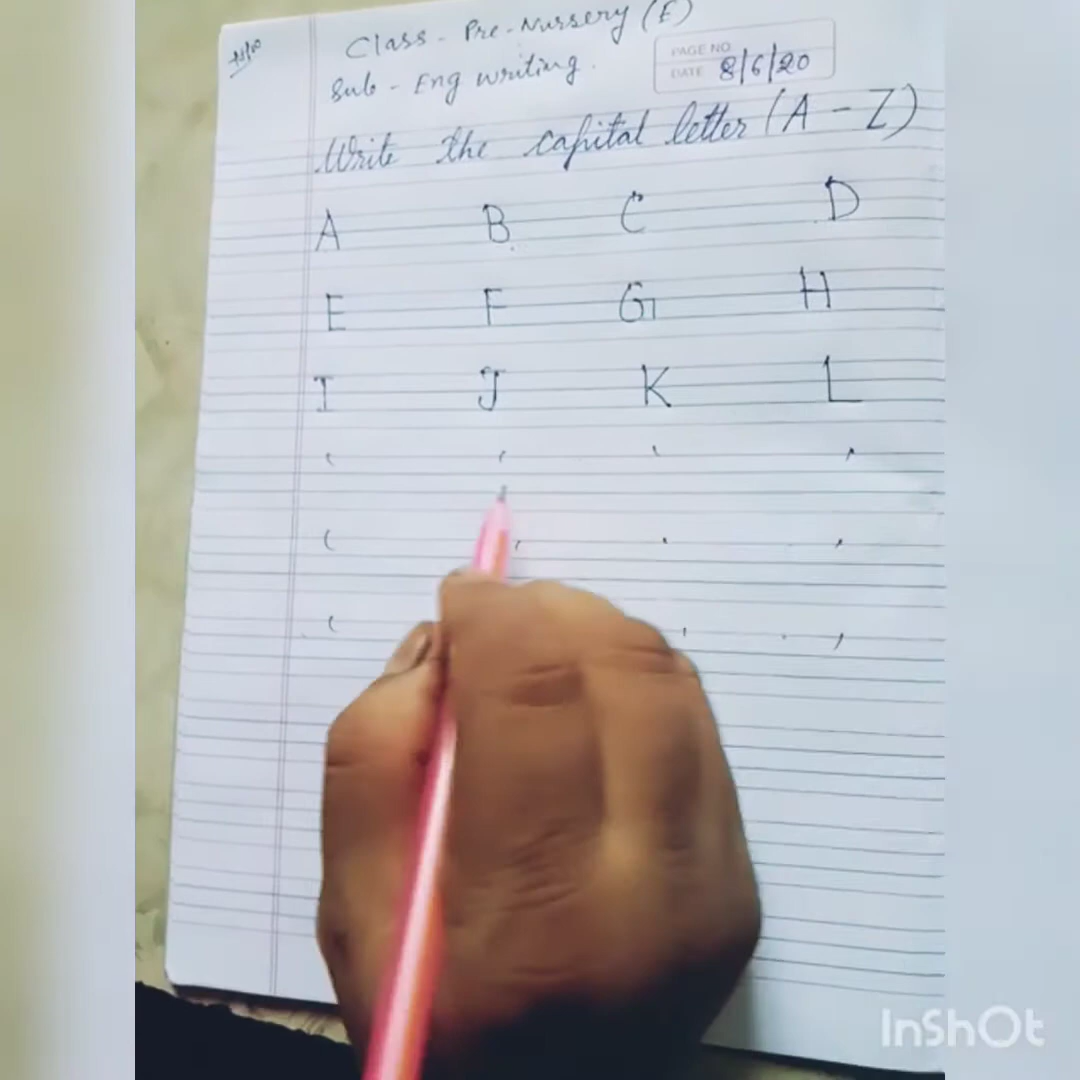 Class - Pre-Nursery (E)
PAGE NO
Sub - Eng writing.
DATE 8/6/20
Write the capital letter (A - Z)
A B C D
E F G H
I J K L
InShOt